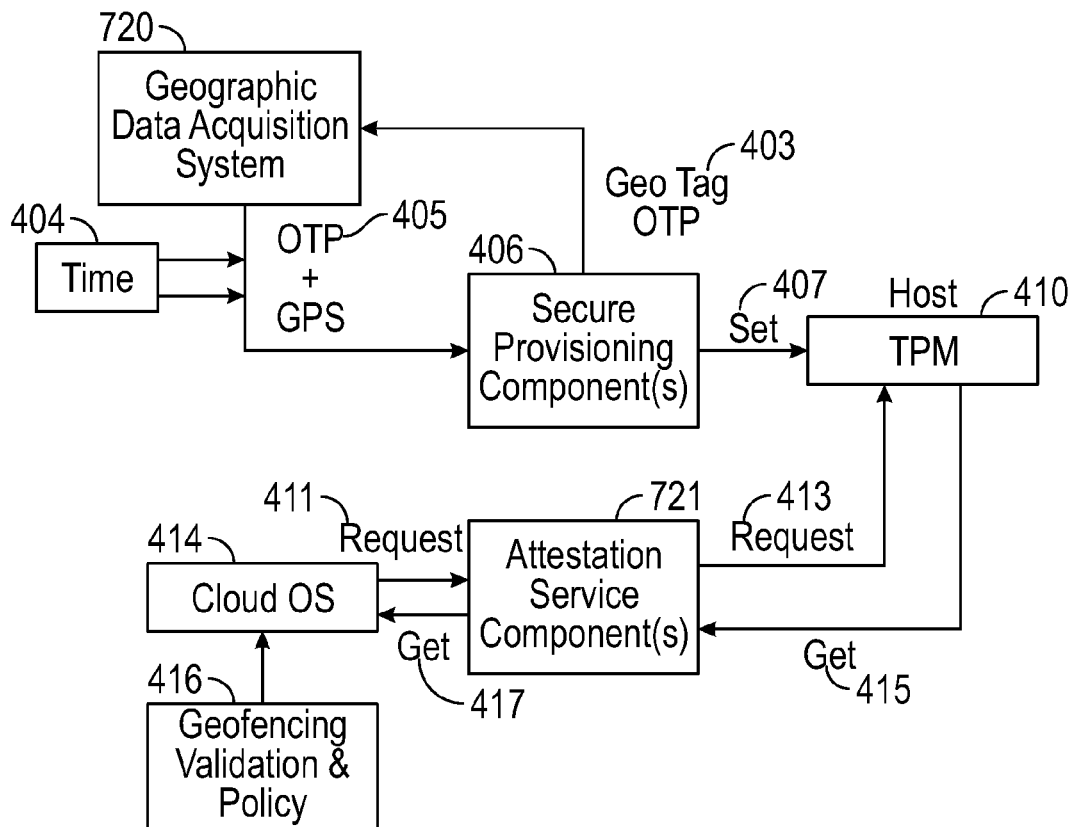 720
Geographic
Data Acquisition
System
403
Geo Tag
OTP
404
Time
OTP
405
+
GPS
406
Secure
Provisioning
Component(s)
407
Set
Host
410
TPM
411
Request
414
Cloud OS
721
Attestation
Service
Component(s)
413
Request
Get
417
Get
415
416
Geofencing
Validation &
Policy